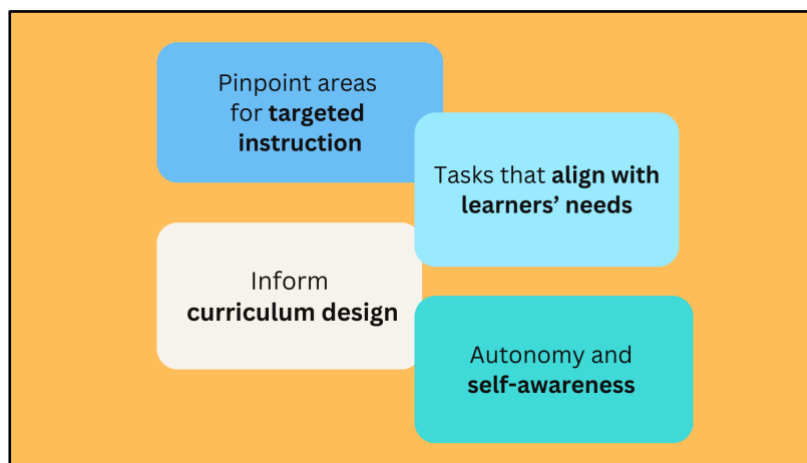 Pinpoint areas
for targeted
instruction
Tasks that align with
learners’ needs
Inform
curriculum design
Autonomy and
self-awareness